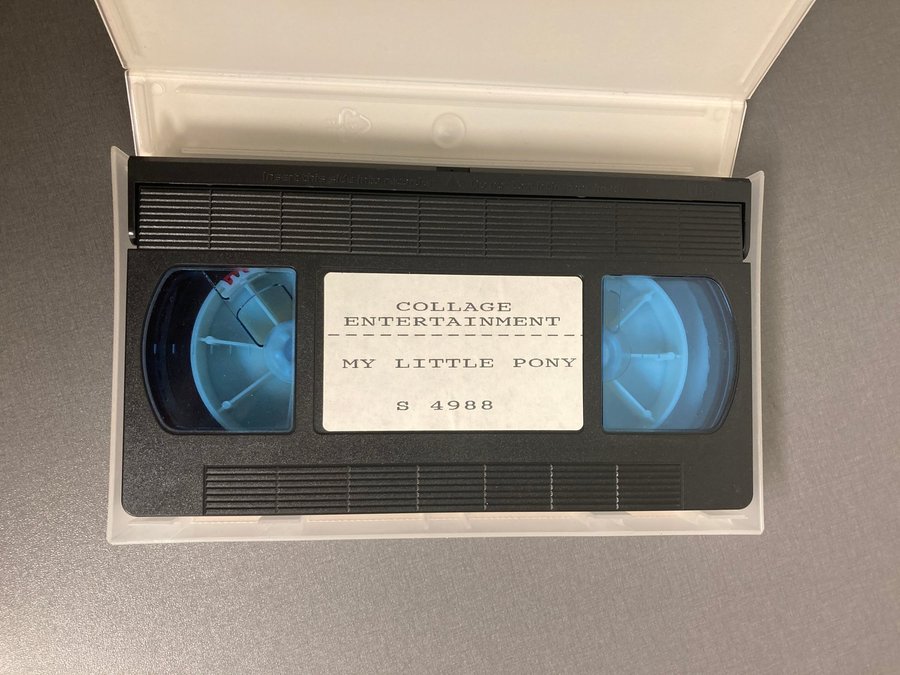 COLLAGE
ENTERTAINMENT
MY LITTLE PONY
S 4988